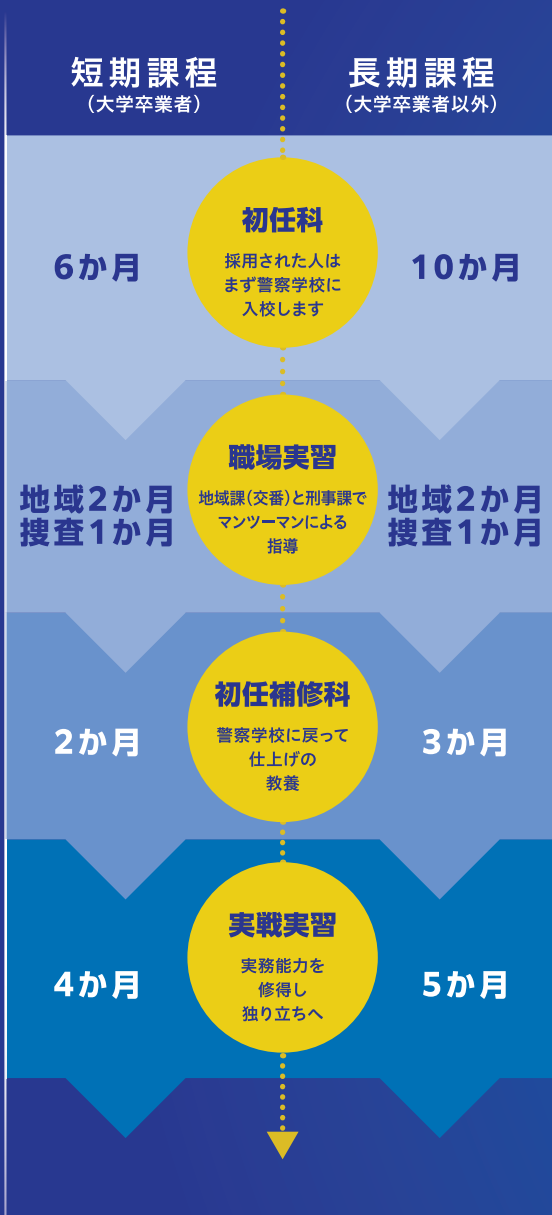 短期課程
（大学卒業者）
長期課程
（大学卒業者以外）
初任科
採用された人は
まず警察学校に
入校します
6か月
10か月
職場実習
地域課（交番）と刑事課で
マンツーマンによる
指導
地域2か月
捜査1か月
地域2か月
捜査1か月
初任補修科
警察学校に戻って
仕上げの
教養
2か月
3か月
実戦実習
実務能力を
修得し
独り立ちへ
4か月
5か月